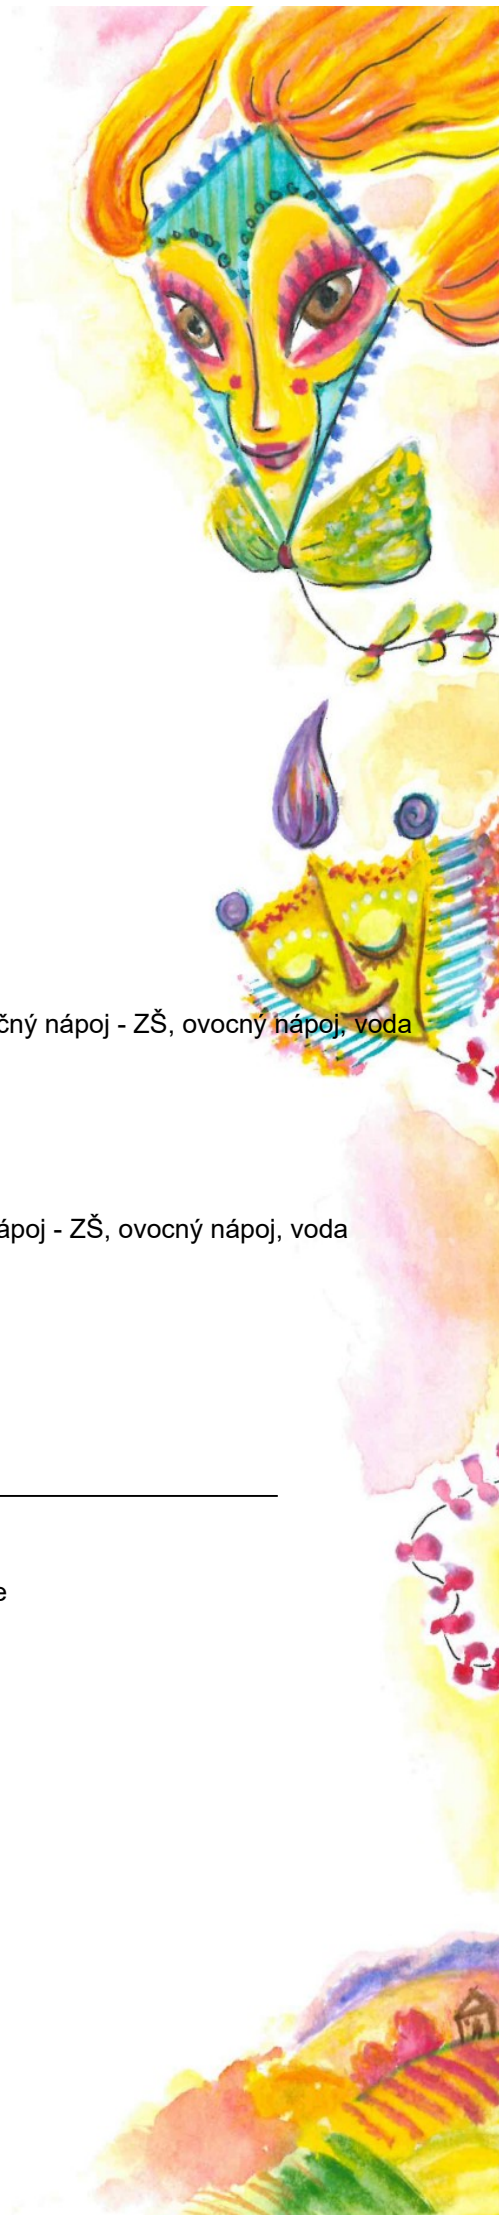 čný nápoj - ZŠ, ovocný nápoj, voda
ápoj - ZŠ, ovocný nápoj, voda
e